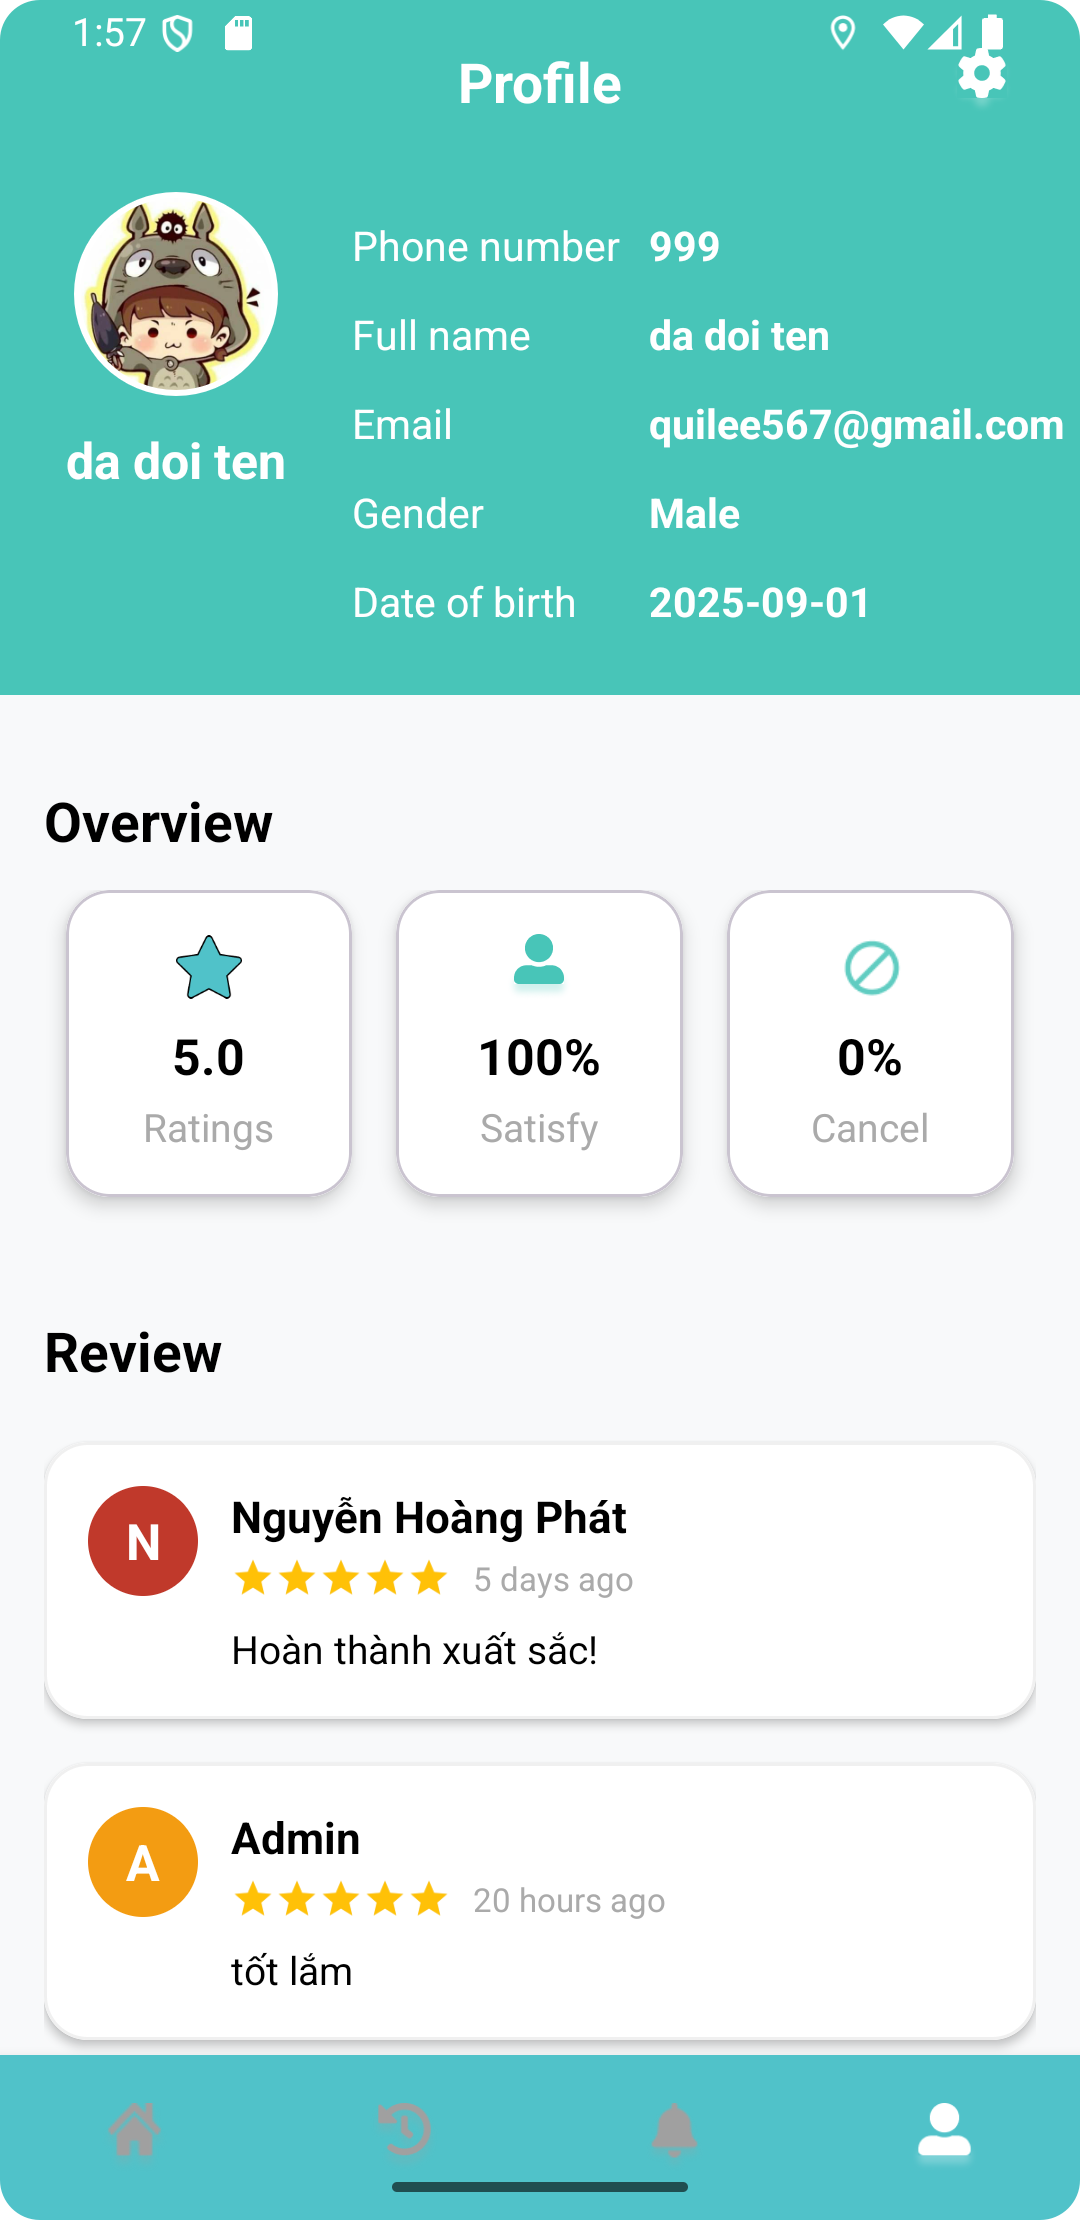 1:57
Profile
Phone number 999
Full name da doi ten
Email quilee567@gmail.com
da doi ten
Gender Male
Date of birth 2025-09-01
Overview
5.0 100% 0%
Ratings Satisfy Cancel
Review
N
Nguyễn Hoàng Phát
5 days ago
Hoàn thành xuất sắc!
A
Admin
20 hours ago
tốt lắm